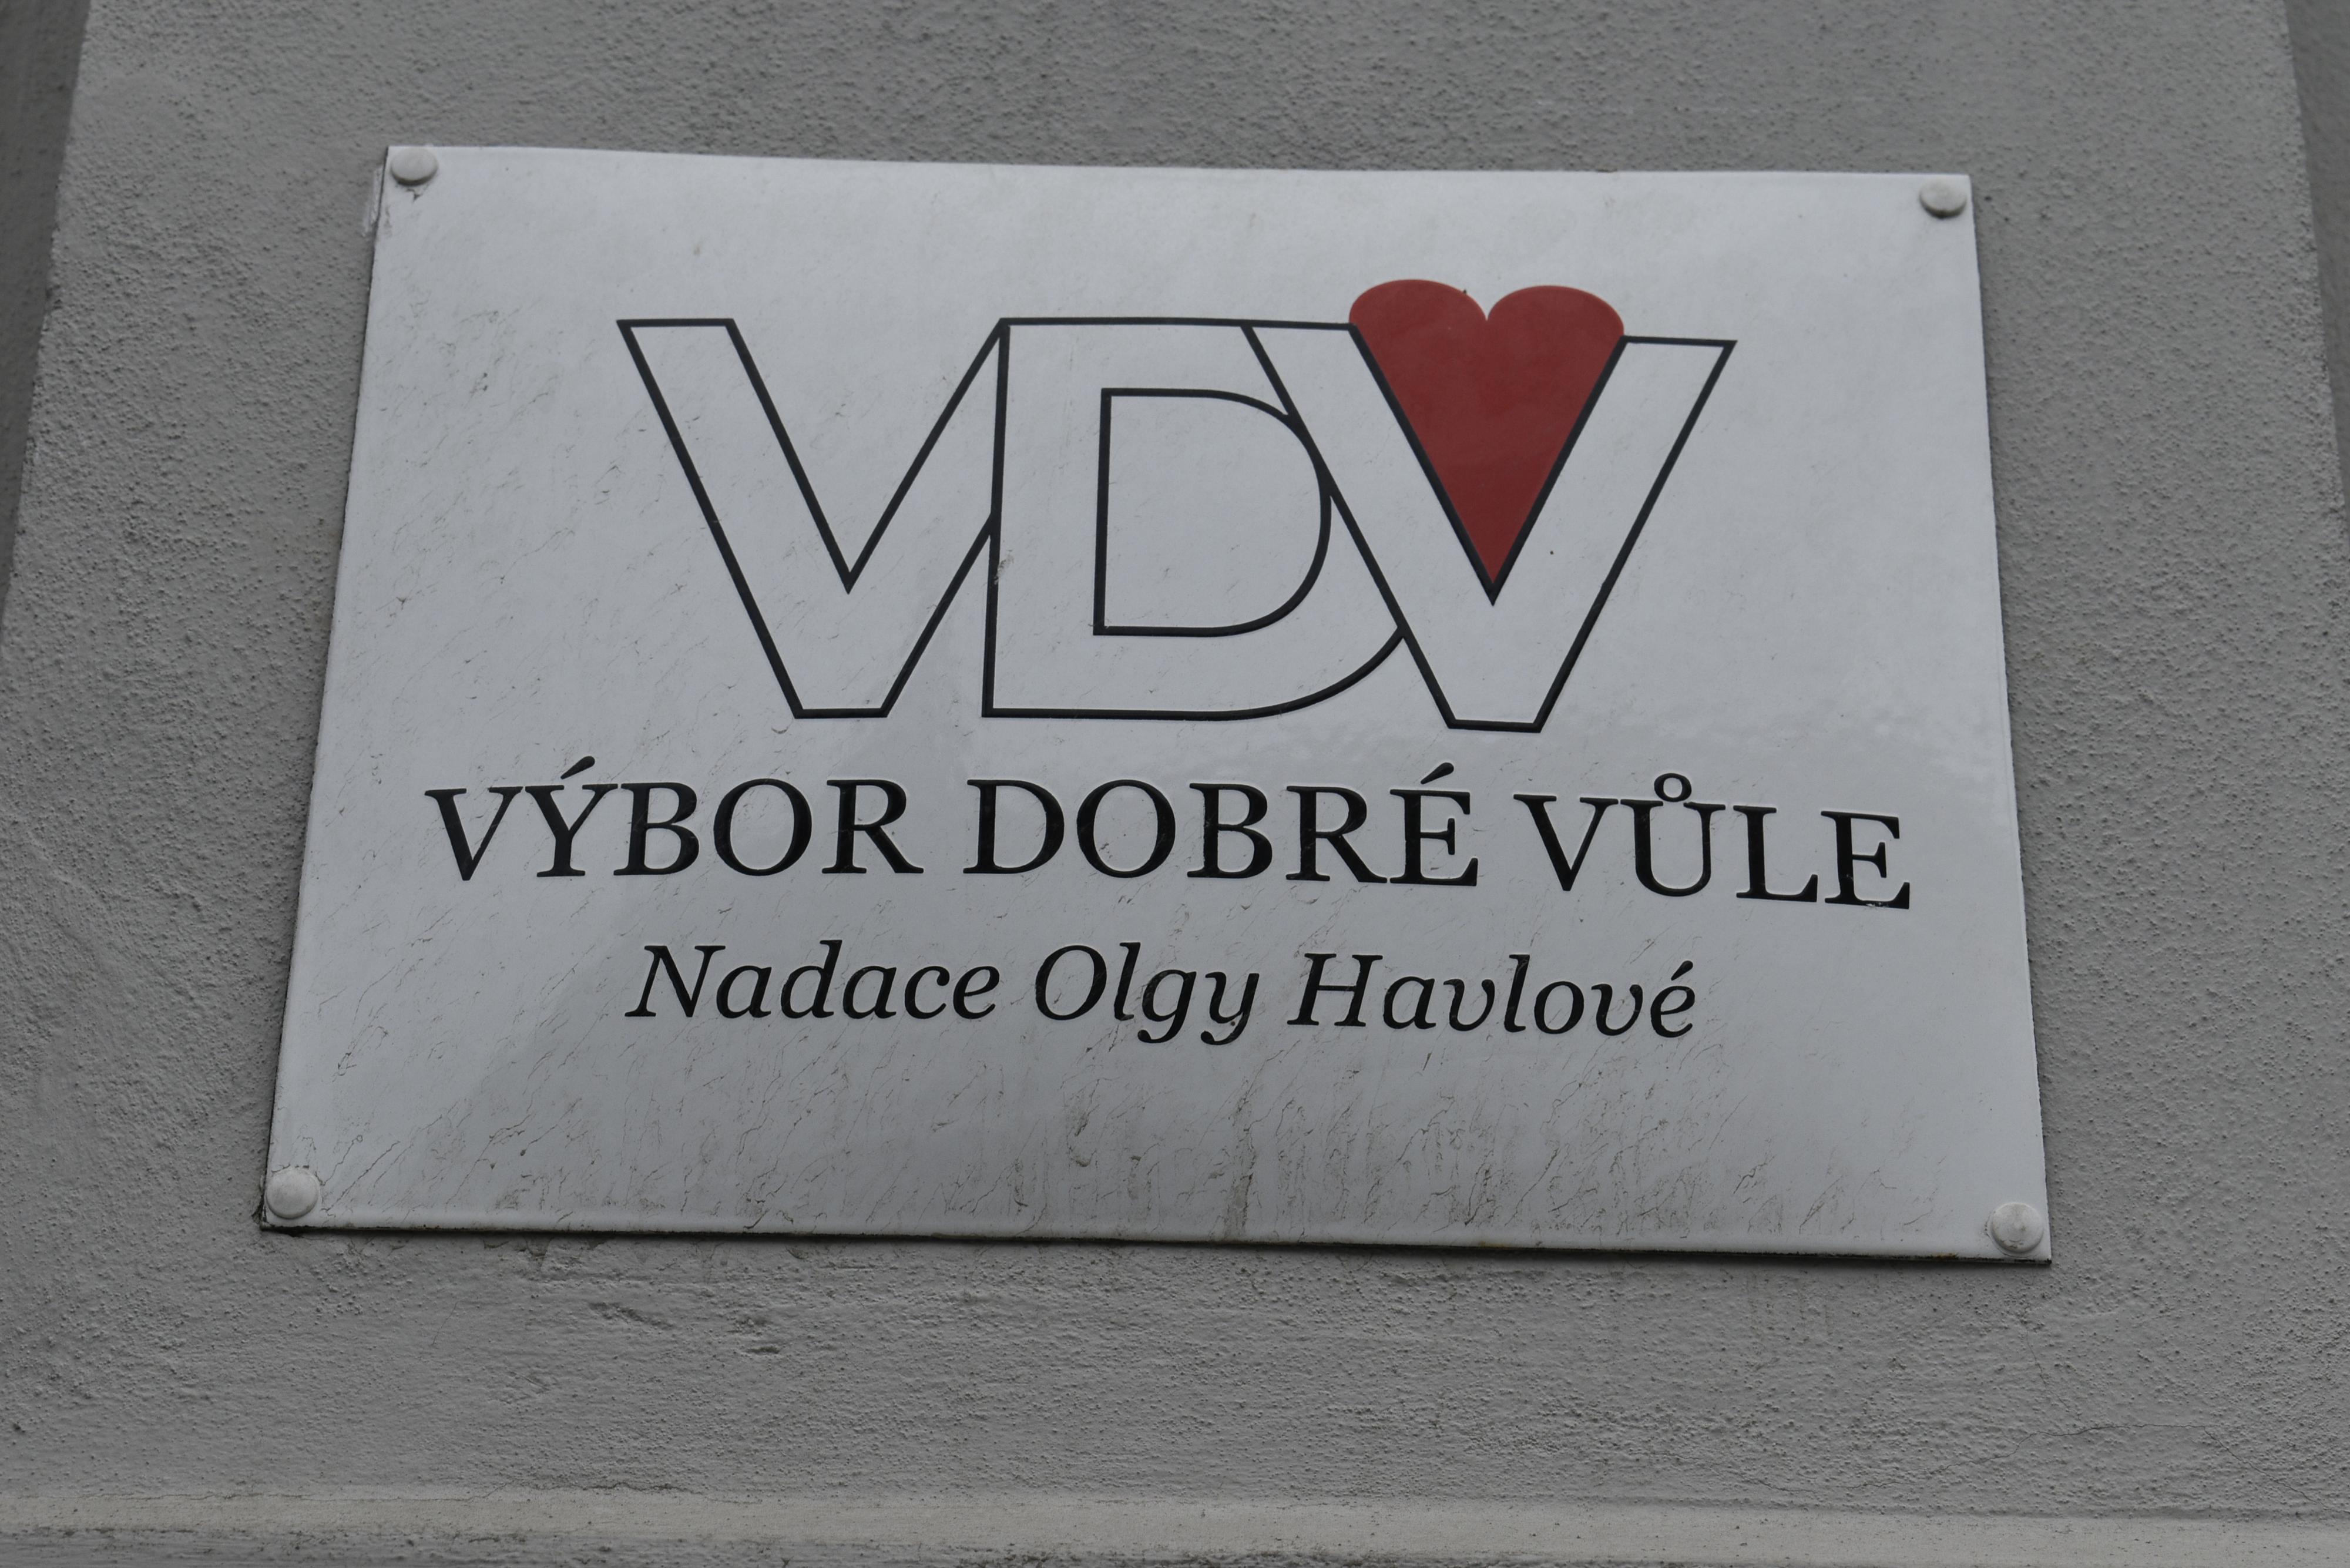 VDV
VÝBOR DOBRÉ VŮLE
Nadace Olgy Havlové